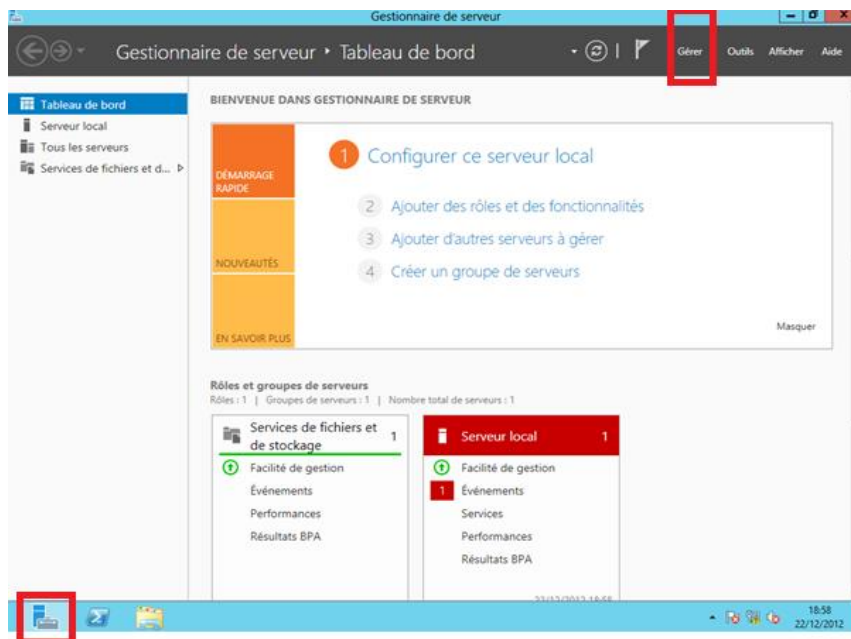 Gestionnaire de serveur
Gestionnaire de serveur ‣ Tableau de bord
Gérer Outils Afficher Aide
Tableau de bord
Serveur local
Tous les serveurs
Services de fichiers et d...
BIENVENUE DANS GESTIONNAIRE DE SERVEUR
DÉMARRAGE
RAPIDE
NOUVEAUTÉS
EN SAVOIR PLUS
1 Configurer ce serveur local
2 Ajouter des rôles et des fonctionnalités
3 Ajouter d'autres serveurs à gérer
4 Créer un groupe de serveurs
Masquer
Rôles et groupes de serveurs
Rôles : 1 | Groupes de serveurs : 1 | Nombre total de serveurs : 1
Services de fichiers et
de stockage
1
Facilité de gestion
Événements
Performances
Résultats BPA
Serveur local 1
Facilité de gestion
1 Événements
Services
Performances
Résultats BPA
22/12/2012 18:58
18:58
22/12/2012